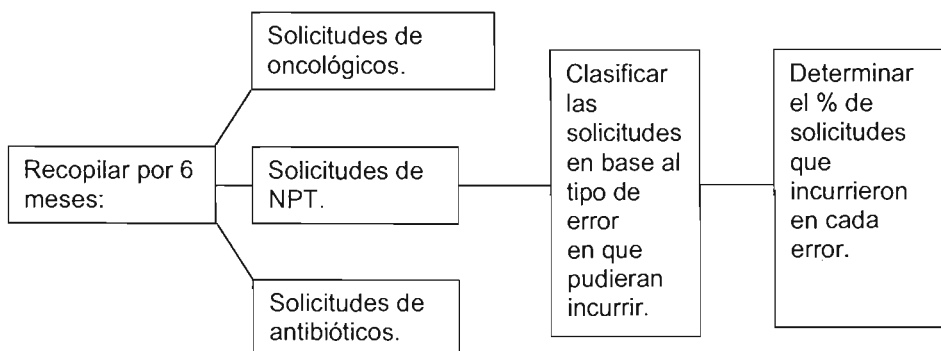 Recopilar por 6
meses:
Solicitudes de
oncológicos.
Solicitudes de
NPT.
Solicitudes de
antibióticos.
Clasificar
las
solicitudes
en base al
tipo de
error
en que
pudieran
incurrir.
Determinar
el % de
solicitudes
que
incurrieron
en cada
error.